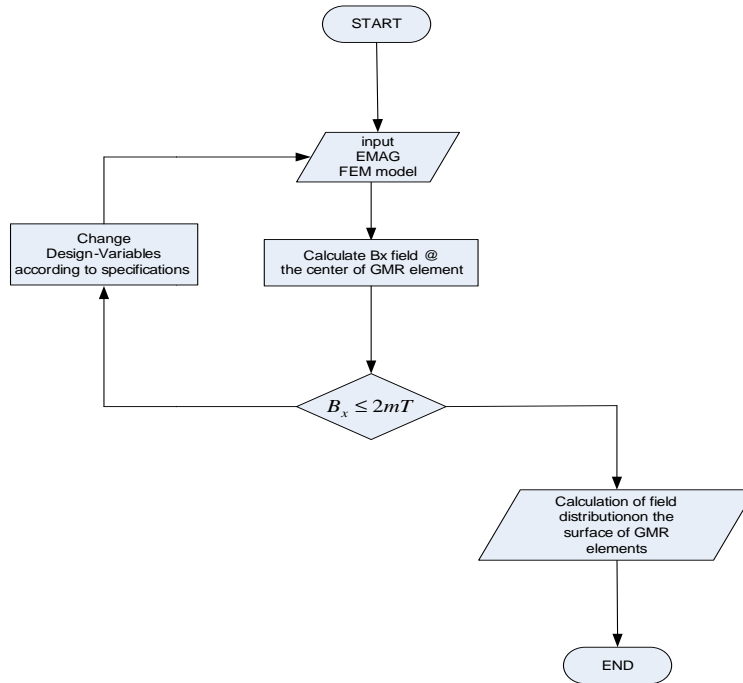 START
input
EMAG
FEM model
Change
Design-Variables
according to specifications
Calculate Bx field @
the center of GMR element
Bₓ ≤ 2mT
Calculation of field
distributionon the
surface of GMR
elements
END